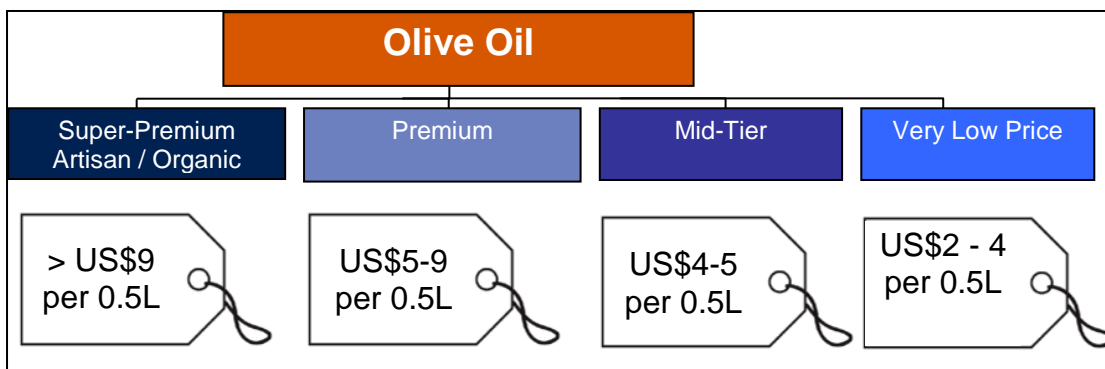 Olive Oil
Super-Premium
Artisan / Organic
Premium
Mid-Tier
Very Low Price
> US$9
per 0.5L
US$5-9
per 0.5L
US$4-5
per 0.5L
US$2 - 4
per 0.5L